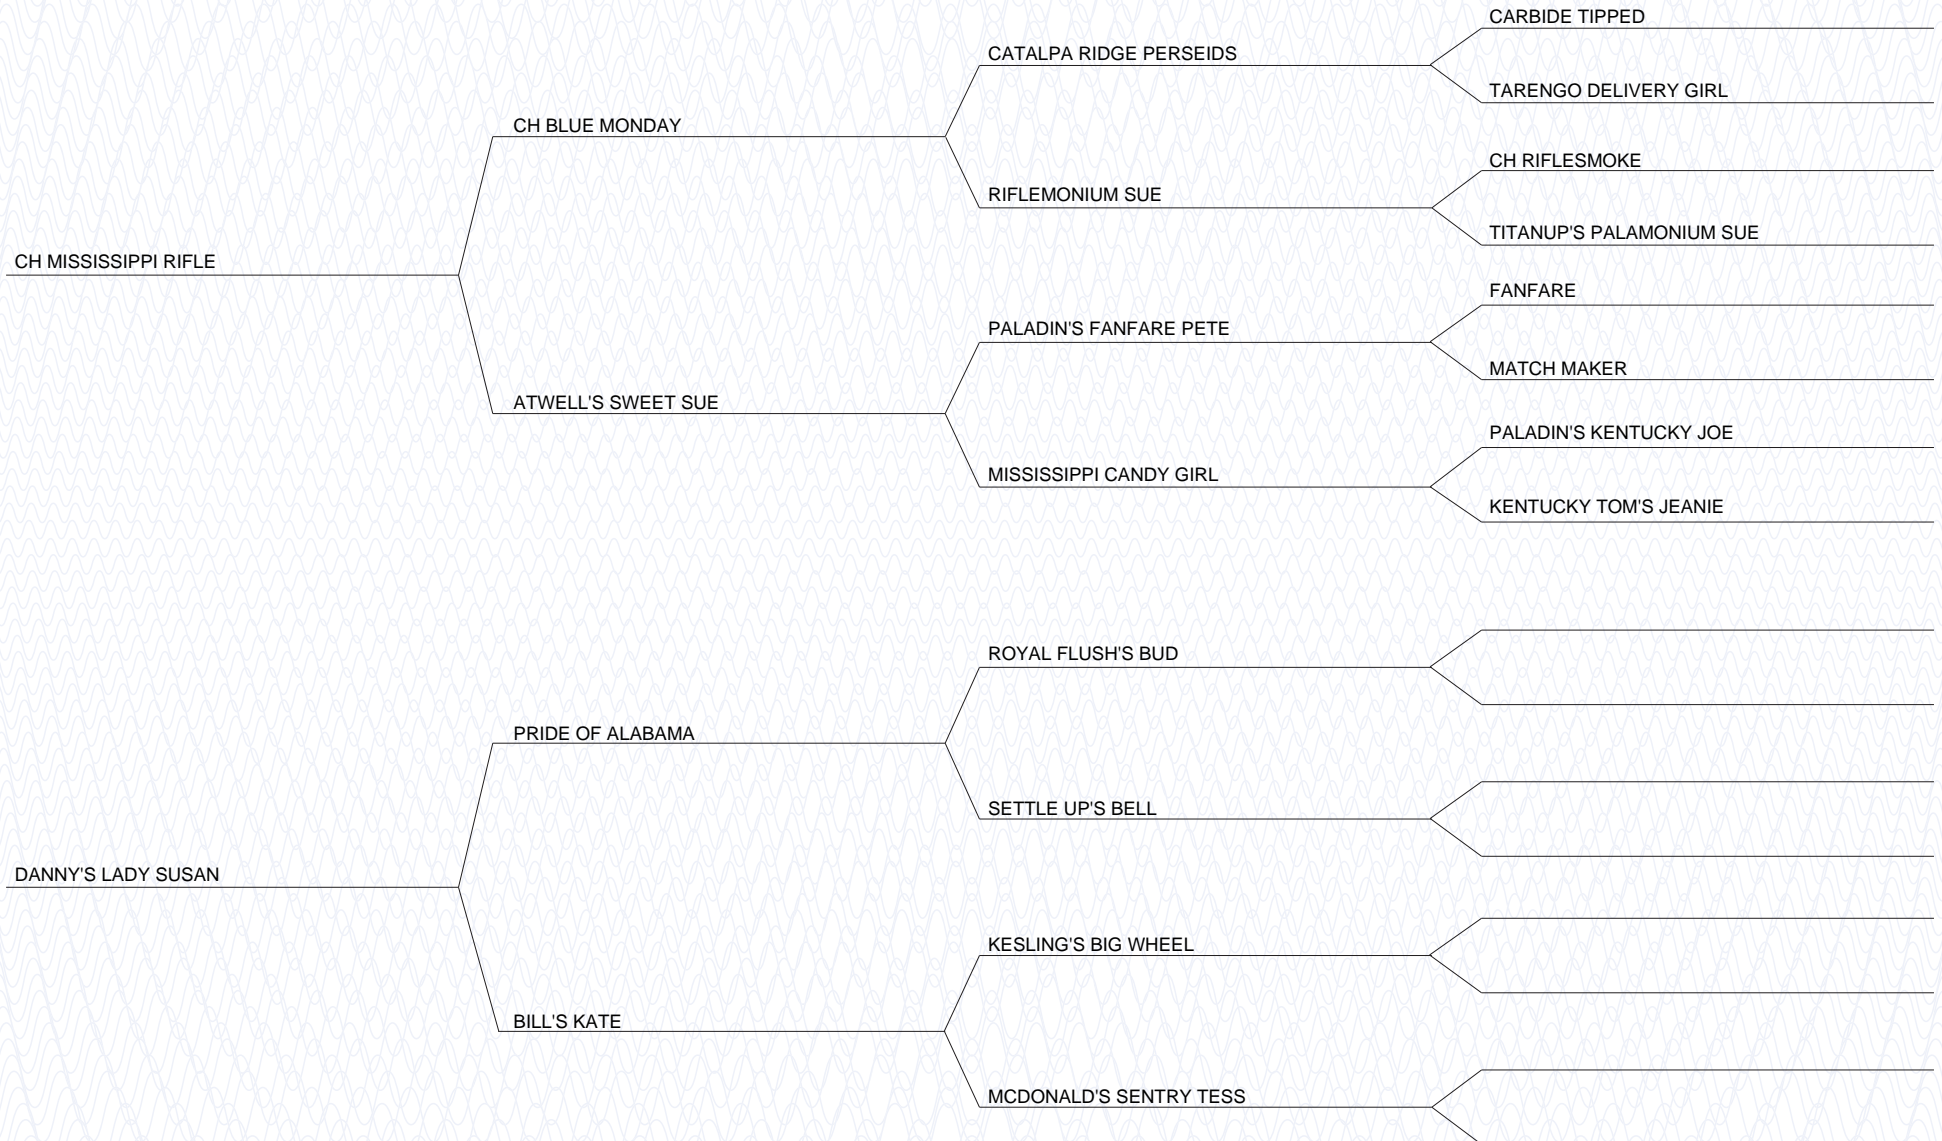 CARBIDE TIPPED
CATALPA RIDGE PERSEIDS
TARENGO DELIVERY GIRL
CH BLUE MONDAY
CH RIFLESMOKE
RIFLEMONIUM SUE
TITANUP'S PALAMONIUM SUE
CH MISSISSIPPI RIFLE
FANFARE
PALADIN'S FANFARE PETE
MATCH MAKER
ATWELL'S SWEET SUE
PALADIN'S KENTUCKY JOE
MISSISSIPPI CANDY GIRL
KENTUCKY TOM'S JEANIE
ROYAL FLUSH'S BUD
PRIDE OF ALABAMA
SETTLE UP'S BELL
DANNY'S LADY SUSAN
KESLING'S BIG WHEEL
BILL'S KATE
MCDONALD'S SENTRY TESS